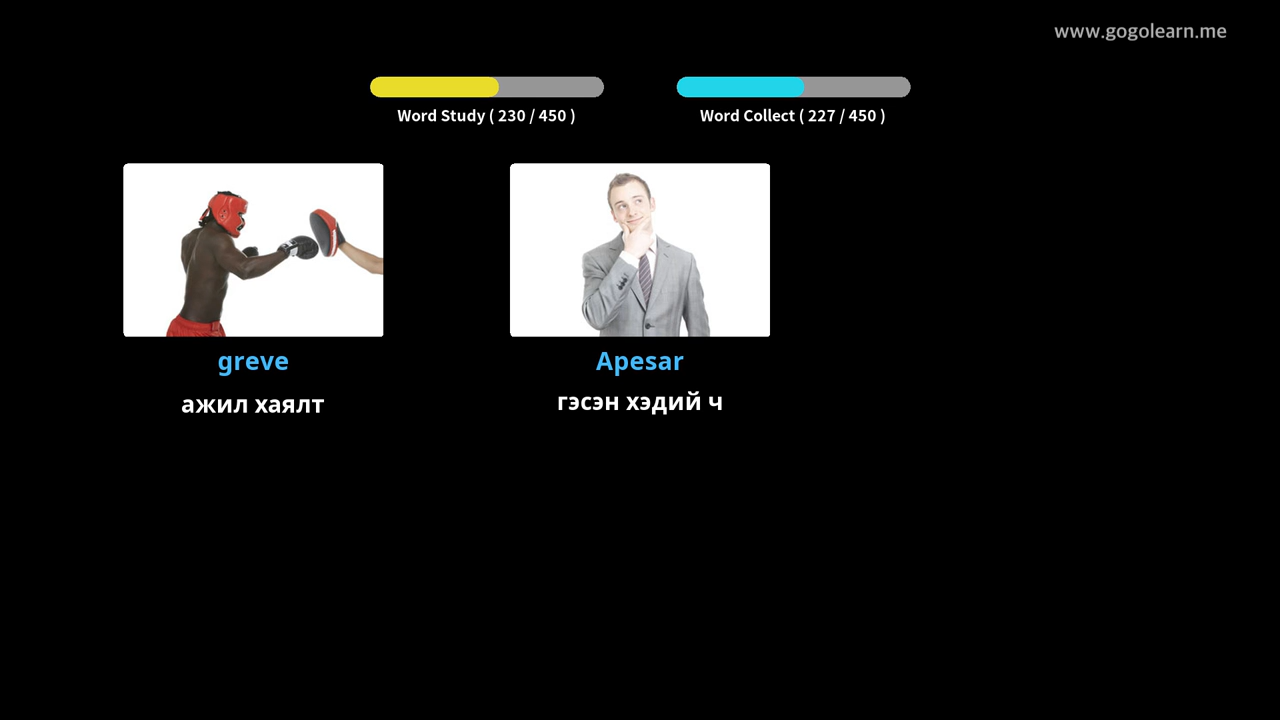 www.gogolearn.me
Word Study ( 230 / 450 )
Word Collect ( 227 / 450 )
greve
Apesar
ажил хаялт
гэсэн хэдий ч